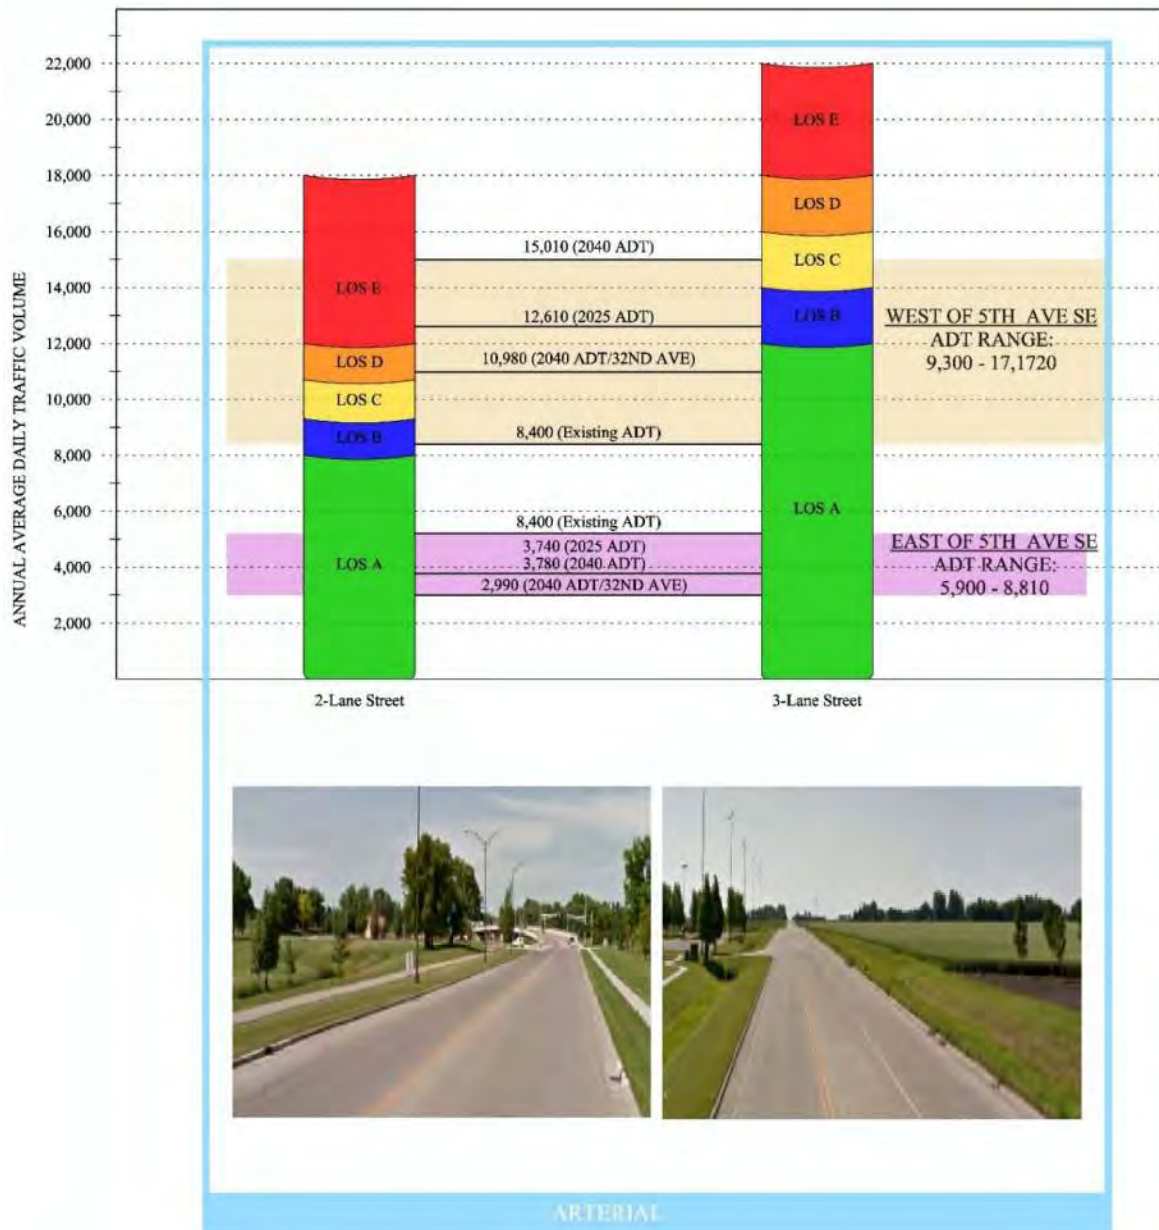 ANNUAL AVERAGE DAILY TRAFFIC VOLUME
22,000
20,000
18,000
16,000
14,000
12,000
10,000
8,000
6,000
4,000
2,000
LOS E
LOS D
LOS C
LOS B
LOS A
2-Lane Street
15,010 (2040 ADT)
12,610 (2025 ADT)
10,980 (2040 ADT/32ND AVE)
8,400 (Existing ADT)
8,400 (Existing ADT)
3,740 (2025 ADT)
3,780 (2040 ADT)
2,990 (2040 ADT/32ND AVE)
LOS E
LOS D
LOS C
LOS B
LOS A
3-Lane Street
WEST OF 5TH AVE SE
ADT RANGE:
9,300 - 17,1720
EAST OF 5TH AVE SE
ADT RANGE:
5,900 - 8,810
ARTERIAL